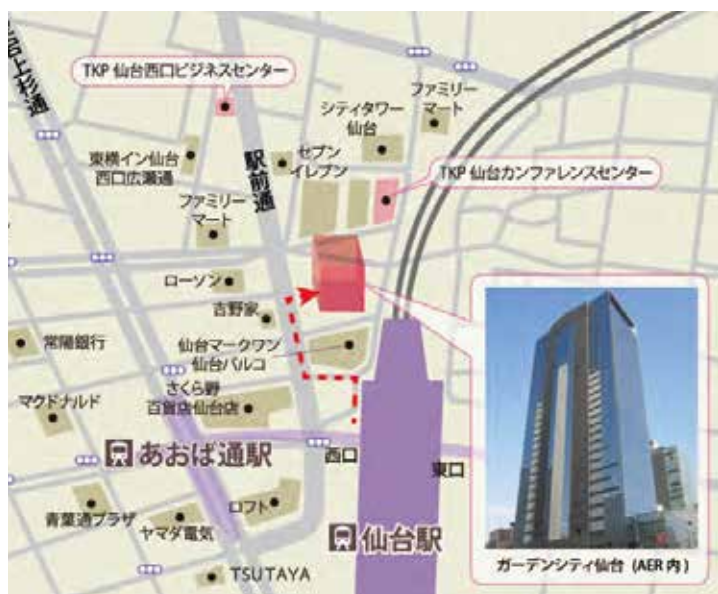 上杉通
TKP 仙台西口ビジネスセンター
ファミリー
マート
シティタワー
仙台
東横イン仙台
西口広瀬通
駅前通
セブン
イレブン
TKP 仙台カンファレンスセンター
ファミリー
マート
ローソン
吉野家
常陽銀行
仙台マークワン
仙台パルコ
さくら野
百貨店仙台店
マクドナルド
あおば通駅
西口
東口
青葉通プラザ
ヤマダ電気
ロフト
仙台駅
TSUTAYA
ガーデンシティ仙台 (AER 内)